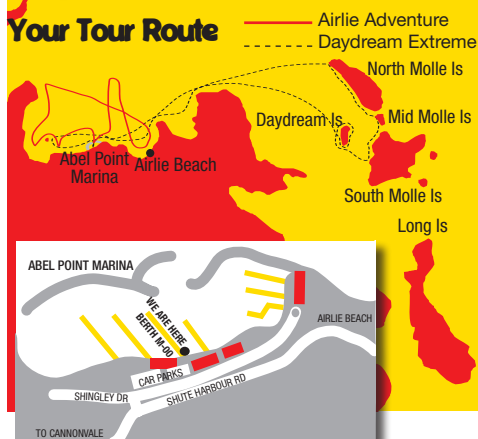 Your Tour Route
Airlie Adventure
Daydream Extreme
North Molle Is
Daydream Is
Mid Molle Is
Abel Point
Marina
Airlie Beach
South Molle Is
Long Is
ABEL POINT MARINA
WE ARE HERE
BERTH M-00
AIRLIE BEACH
CAR PARKS
SHINGLEY DR
SHUTE HARBOUR RD
TO CANNONVALE